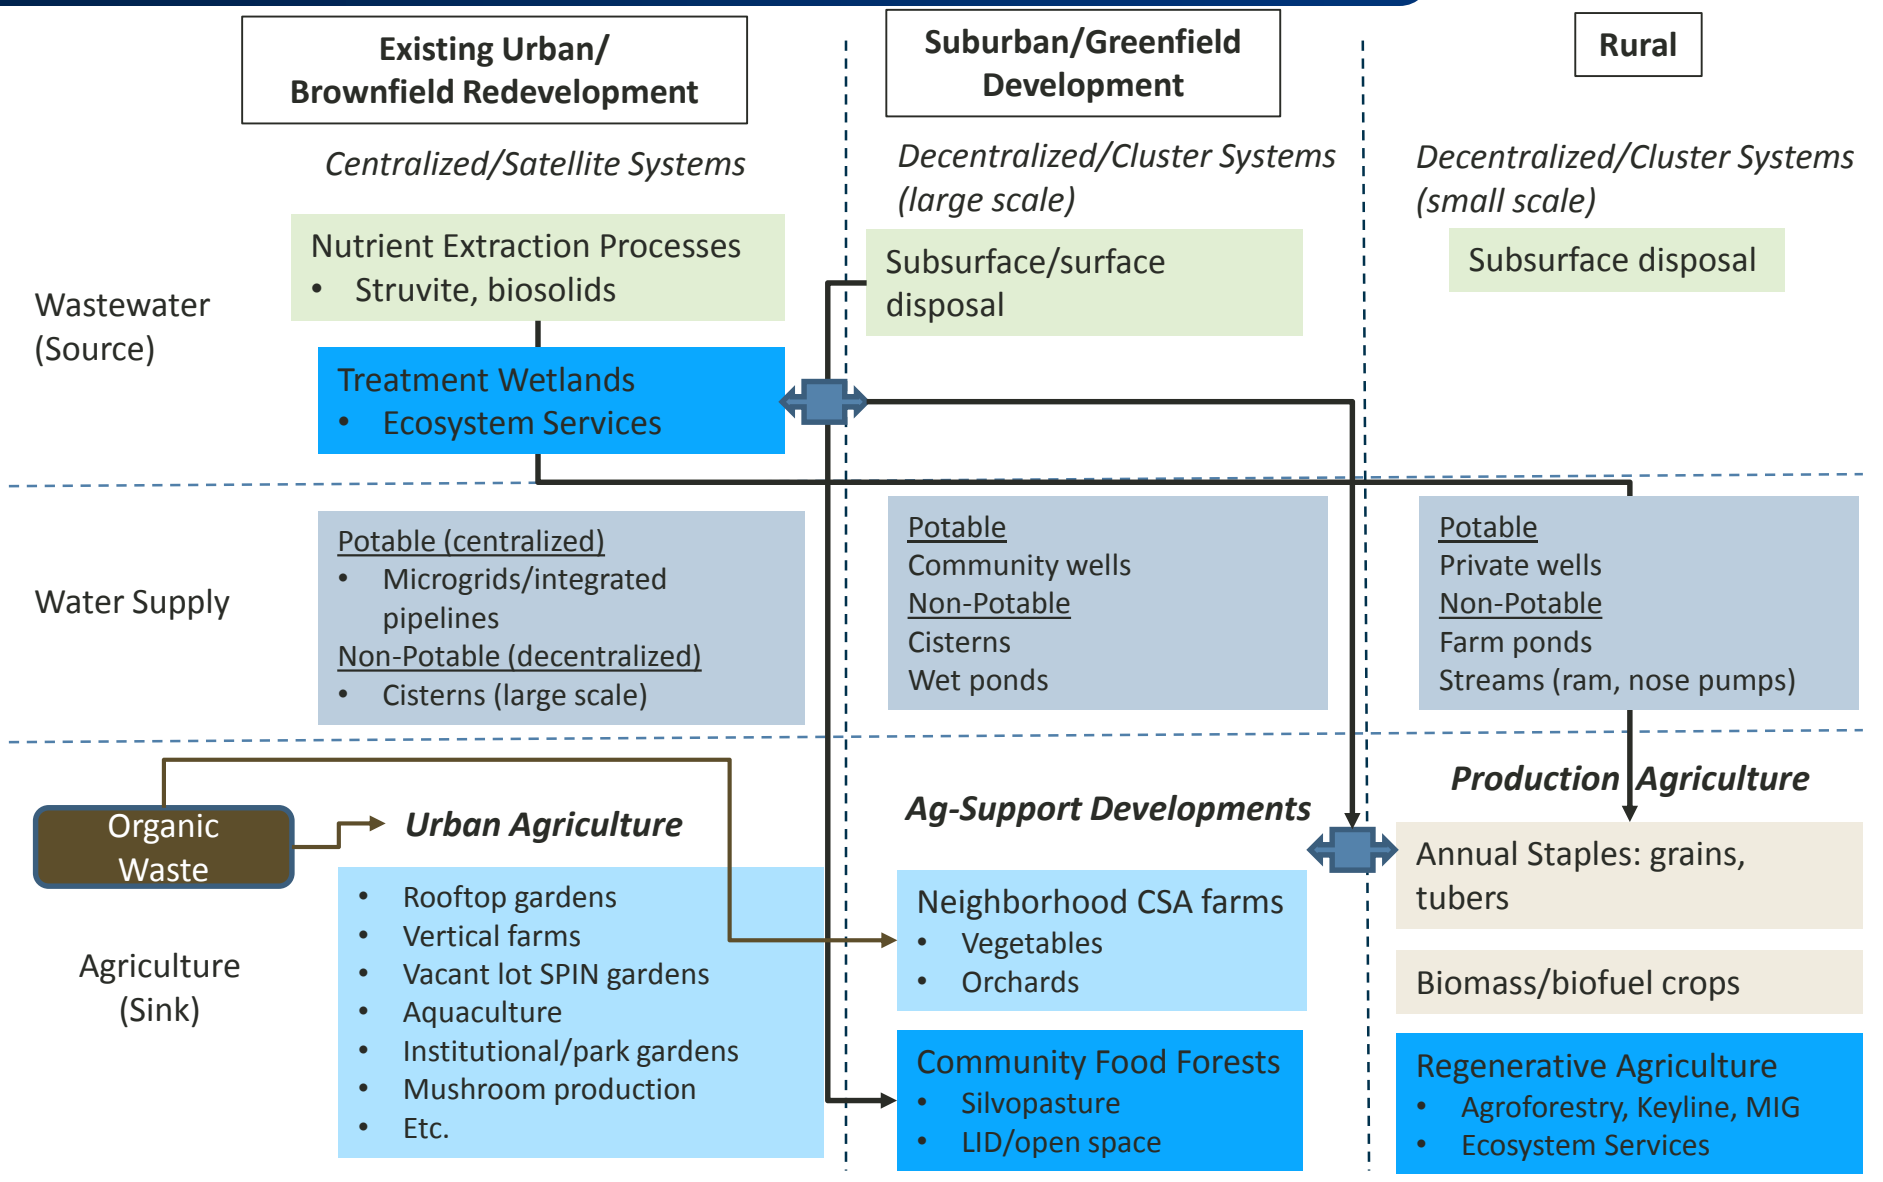 Existing Urban/
Brownfield Redevelopment
Suburban/Greenfield
Development
Rural
Centralized/Satellite Systems
Decentralized/Cluster Systems
(large scale)
Decentralized/Cluster Systems
(small scale)
Wastewater
(Source)
Nutrient Extraction Processes
• Struvite, biosolids
Treatment Wetlands
• Ecosystem Services
Subsurface/surface
disposal
Subsurface disposal
Water Supply
Potable (centralized)
• Microgrids/integrated
pipelines
Non-Potable (decentralized)
• Cisterns (large scale)
Potable
Community wells
Non-Potable
Cisterns
Wet ponds
Potable
Private wells
Non-Potable
Farm ponds
Streams (ram, nose pumps)
Organic
Waste
Agriculture
(Sink)
Urban Agriculture
• Rooftop gardens
• Vertical farms
• Vacant lot SPIN gardens
• Aquaculture
• Institutional/park gardens
• Mushroom production
• Etc.
Ag-Support Developments
Neighborhood CSA farms
• Vegetables
• Orchards
Community Food Forests
• Silvopasture
• LID/open space
Production Agriculture
Annual Staples: grains,
tubers
Biomass/biofuel crops
Regenerative Agriculture
• Agroforestry, Keyline, MIG
• Ecosystem Services